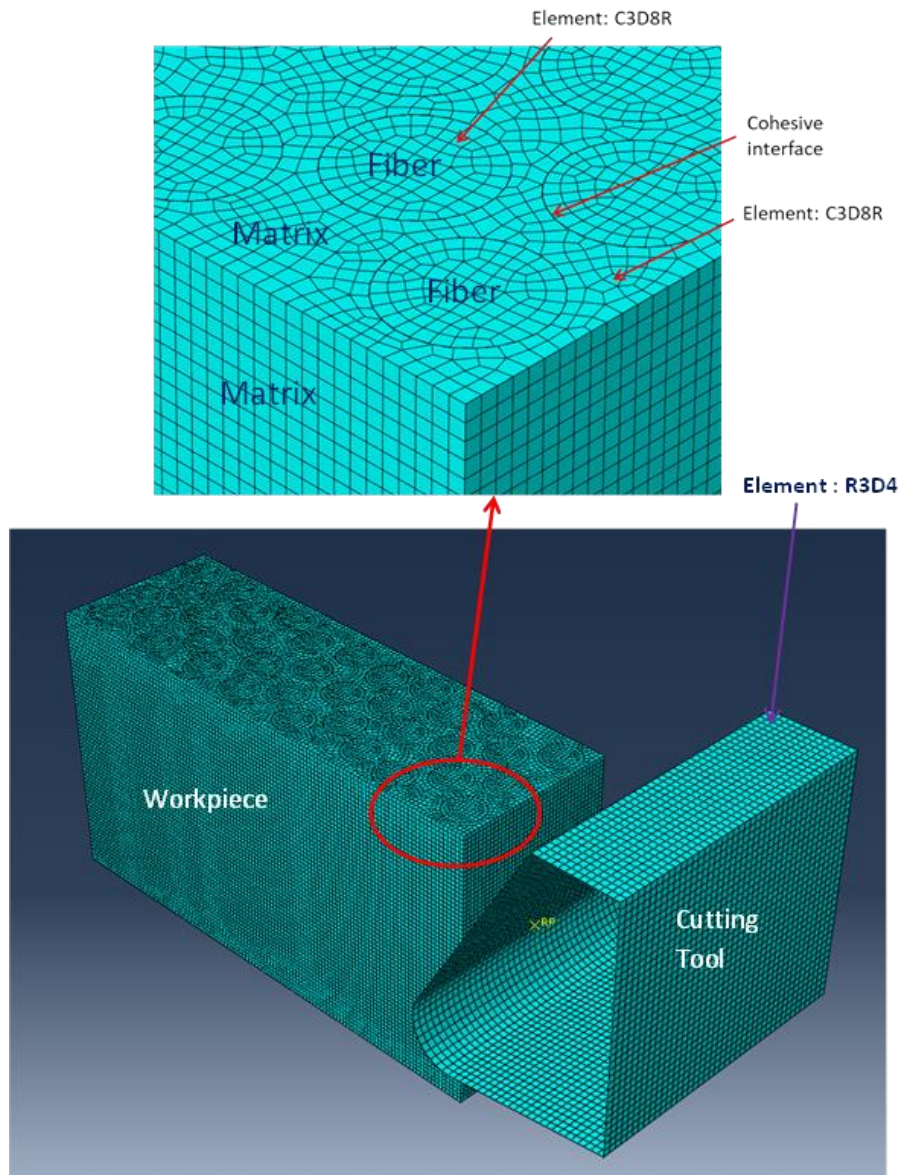 Element: C3D8R
Cohesive
interface
Fiber
Element: C3D8R
Matrix
Fiber
Matrix
Element : R3D4
Workpiece
RP
Cutting
Tool